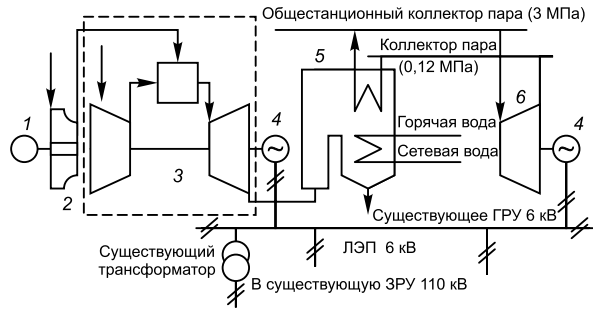 Общестанционный коллектор пара (3 МПа)
Коллектор пара
(0,12 МПа)
5
6
1
2
3
4
4
Горячая вода
Сетевая вода
Существующее ГРУ 6 кВ
Существующий
трансформатор
ЛЭП 6 кВ
В существующую ЗРУ 110 кВ